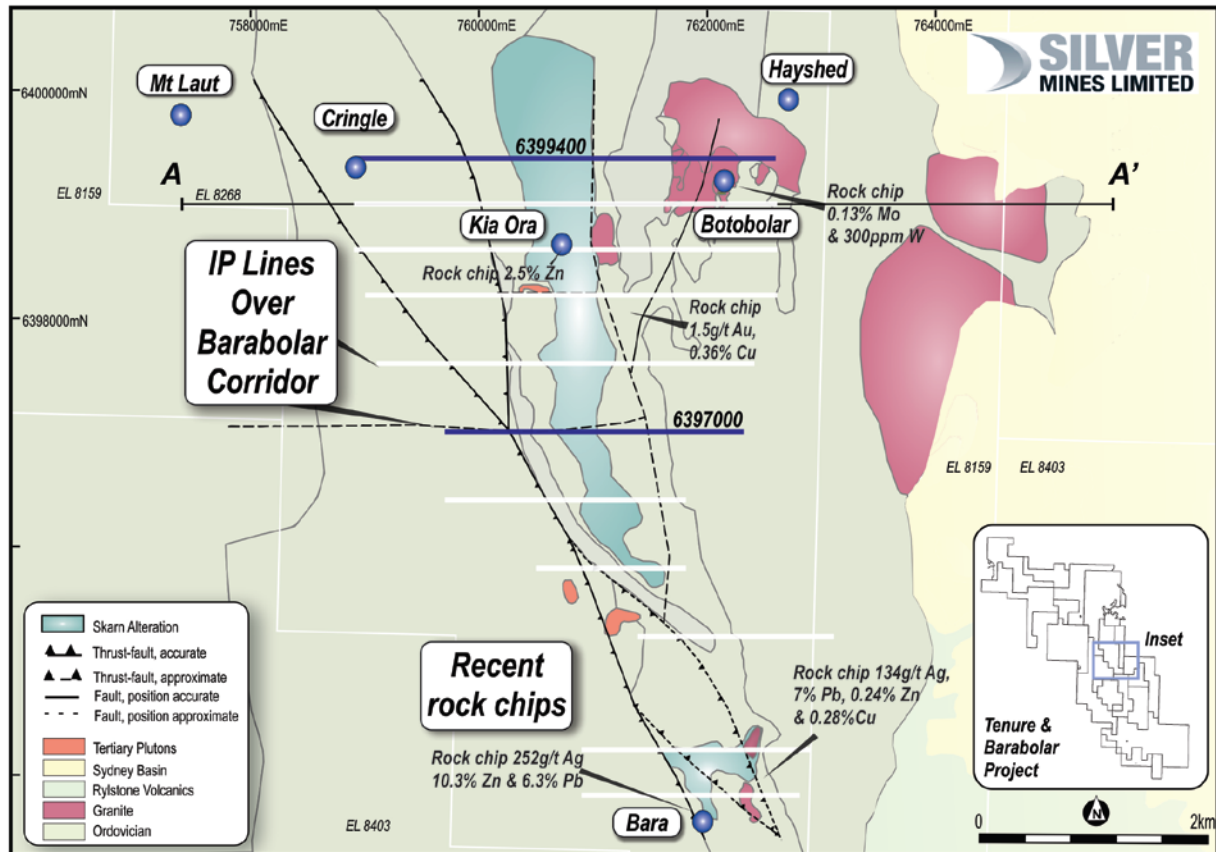 758000mE
760000mE
762000mE
764000mE
SILVER
MINES LIMITED
6400000mN
Mt Laut
Cringle
Hayshed
6399400
A
A'
EL 8159
EL 8268
Kia Ora
Botobolar
Rock chip
0.13% Mo
& 300ppm W
Rock chip 2.5% Zn
IP Lines
Over
Barabolar
Corridor
6398000mN
Rock chip
1.5g/t Au,
0.36% Cu
6397000
EL 8159
EL 8403
Skarn Alteration
Thrust-fault, accurate
Thrust-fault, approximate
Fault, position accurate
Fault, position approximate
Tertiary Plutons
Sydney Basin
Rylstone Volcanics
Granite
Ordovician
Recent
rock chips
Rock chip 134g/t Ag,
7% Pb, 0.24% Zn
& 0.28%Cu
Rock chip 252g/t Ag
10.3% Zn & 6.3% Pb
Bara
EL 8403
Inset
Tenure &
Barabolar
Project
N
0
2km